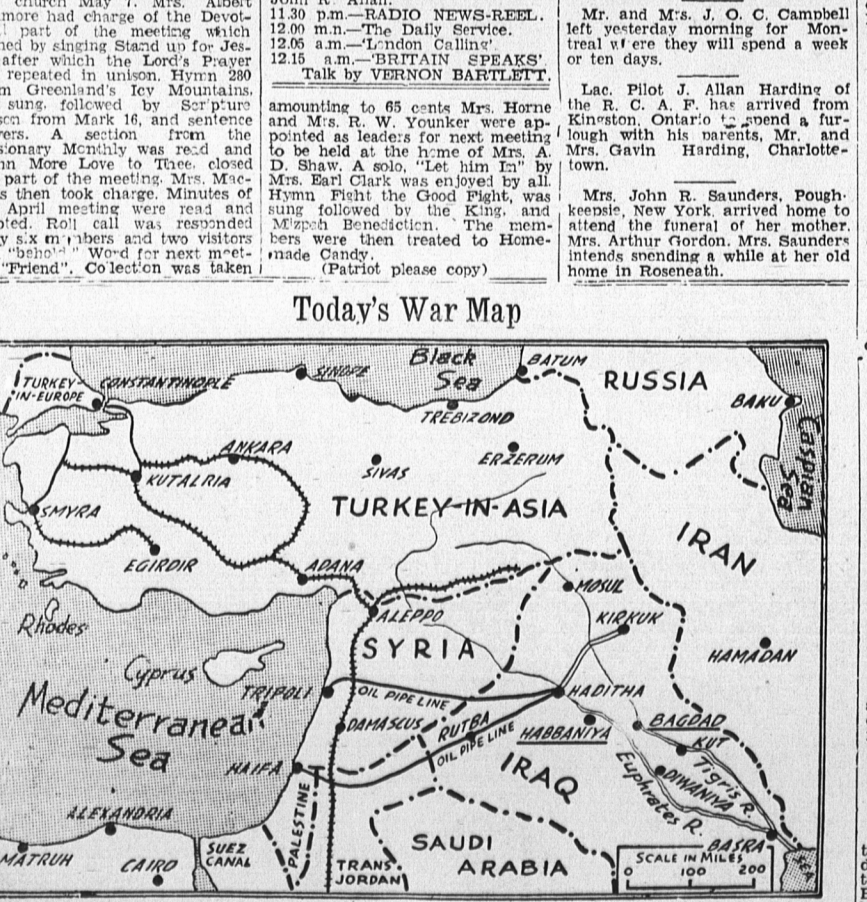 church May 7. Mrs. Albert
more had charge of the Devot-
part of the meeting which
ned by singing Stand up for Jes-
after which the Lord's Prayer
repeated in unison. Hymn 280
m Greenland's Icy Mountains,
sung, followed by Scripture
son from Mark 16, and sentence
ers. A section from the
sionary Monthly was read and
nn More Love to Thee, closed
part of the meeting. Mrs. Mac-
s then took charge. Minutes of
April meeting were read and
pted. Roll call was responded
y six members and two visitors
"behold" Word for next meet-
"Friend". Collection was taken
John R. Allan.
11.30 p.m.—RADIO NEWS-REEL.
12.00 m.n.—The Daily Service.
12.05 a.m.—'London Calling'.
12.15 a.m.—'BRITAIN SPEAKS'.
Talk by VERNON BARTLETT.
amounting to 65 cents Mrs. Horne
and Mrs. R. W. Younker were ap-
pointed as leaders for next meeting
to be held at the home of Mrs. A.
D. Shaw. A solo, "Let him In" by
Mrs. Earl Clark was enjoyed by all.
Hymn Fight the Good Fight, was
sung followed by the King, and
Mizpah Benediction. The mem-
bers were then treated to Home-
made Candy.
(Patriot please copy)
Mr. and Mrs. J. O. C. Campbell
left yesterday morning for Mon-
treal where they will spend a week
or ten days.
Lac. Pilot J. Allan Harding of
the R. C. A. F. has arrived from
Kingston, Ontario to spend a fur-
lough with his parents, Mr. and
Mrs. Gavin Harding, Charlotte-
town.
Mrs. John R. Saunders, Pough-
keepsie, New York, arrived home to
attend the funeral of her mother,
Mrs. Arthur Gordon. Mrs. Saunders
intends spending a while at her old
home in Roseneath.
Today's War Map
TURKEY-
IN-EUROPE
CONSTANTINOPLE
SINOPE
Black
Sea
BATUM
RUSSIA
BAKU
Caspian
Sea
TREBIZOND
ANKARA
KUTALRIA
SIVAS
ERZERUM
SMYRA
TURKEY-IN-ASIA
IRAN
EGIRDIR
ADANA
MOSUL
Rhodes
ALEPPO
KIRKUK
SYRIA
HAMADAN
Cyprus
TRIPOLI
OIL PIPE LINE
HADITHA
Mediterranean
Sea
DAMASCUS
RUTBA
OIL PIPE LINE
HABBANIYA
BAGDAD
KUT
HAIFA
IRAQ
DIWANIYA
Tigris R.
Euphrates R.
ALEXANDRIA
PALESTINE
SAUDI
ARABIA
BASRA
MATRUH
CAIRO
SUEZ
CANAL
TRANS
JORDAN
SCALE IN MILES
0 100 200